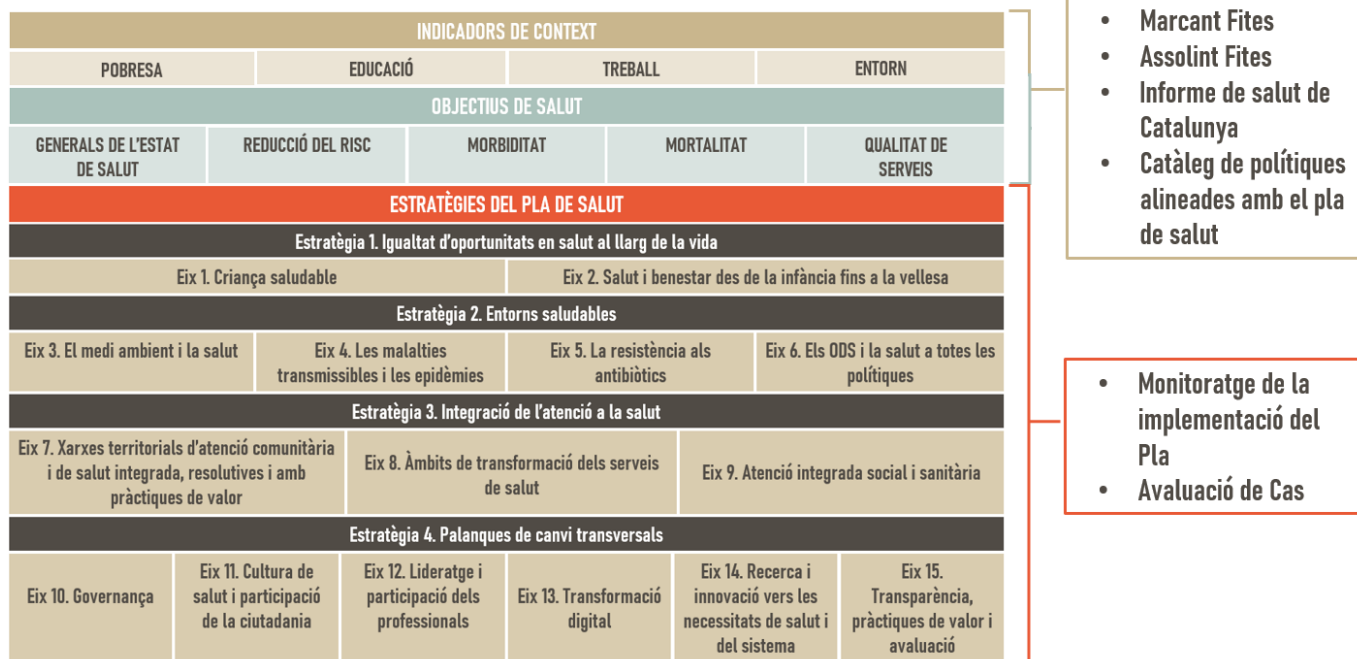 INDICADORS DE CONTEXT
POBRESA
EDUCACIÓ
TREBALL
ENTORN
OBJECTIUS DE SALUT
GENERALS DE L'ESTAT
DE SALUT
REDUCCIÓ DEL RISC
MORBIDITAT
MORTALITAT
QUALITAT DE
SERVEIS
ESTRATÈGIES DEL PLA DE SALUT
Estratègia 1. Igualtat d'oportunitats en salut al llarg de la vida
Eix 1. Criança saludable
Eix 2. Salut i benestar des de la infància fins a la vellesa
Estratègia 2. Entorns saludables
Eix 3. El medi ambient i la salut
Eix 4. Les malalties
transmissibles i les epidèmies
Eix 5. La resistència als
antibiòtics
Eix 6. Els ODS i la salut a totes les
polítiques
Estratègia 3. Integració de l'atenció a la salut
Eix 7. Xarxes territorials d'atenció comunitària
i de salut integrada, resolutives i amb
pràctiques de valor
Eix 8. Àmbits de transformació dels serveis
de salut
Eix 9. Atenció integrada social i sanitària
Estratègia 4. Palanques de canvi transversals
Eix 10. Governança
Eix 11. Cultura de
salut i participació
de la ciutadania
Eix 12. Lideratge i
participació dels
professionals
Eix 13. Transformació
digital
Eix 14. Recerca i
innovació vers les
necessitats de salut i
del sistema
Eix 15.
Transparència,
pràctiques de valor i
avaluació
• Marcant Fites
• Assolint Fites
• Informe de salut de
Catalunya
• Catàleg de polítiques
alineades amb el pla
de salut
• Monitoratge de la
implementació del
Pla
• Avaluació de Cas